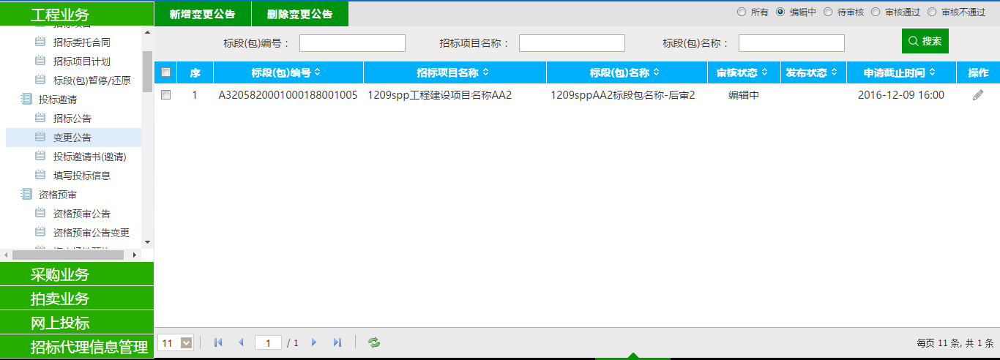 工程业务
招标委托合同
招标项目计划
标段(包)暂停/还原
投标邀请
招标公告
变更公告
投标邀请书(邀请)
填写投标信息
资格预审
资格预审公告
资格预审公告变更
采购业务
拍卖业务
网上投标
招标代理信息管理
新增变更公告 删除变更公告 所有 编辑中 待审核 审核通过 审核不通过
标段(包)编号： 招标项目名称： 标段(包)名称： 搜索
序 标段(包)编号 招标项目名称 标段(包)名称 审核状态 发布状态 申请截止时间 操作
1 A3205820001000188001005 1209spp工程建设项目名称AA2 1209sppAA2标段包名称-后审2 编辑中 2016-12-09 16:00
11 1 / 1 每页 11 条, 共 1 条